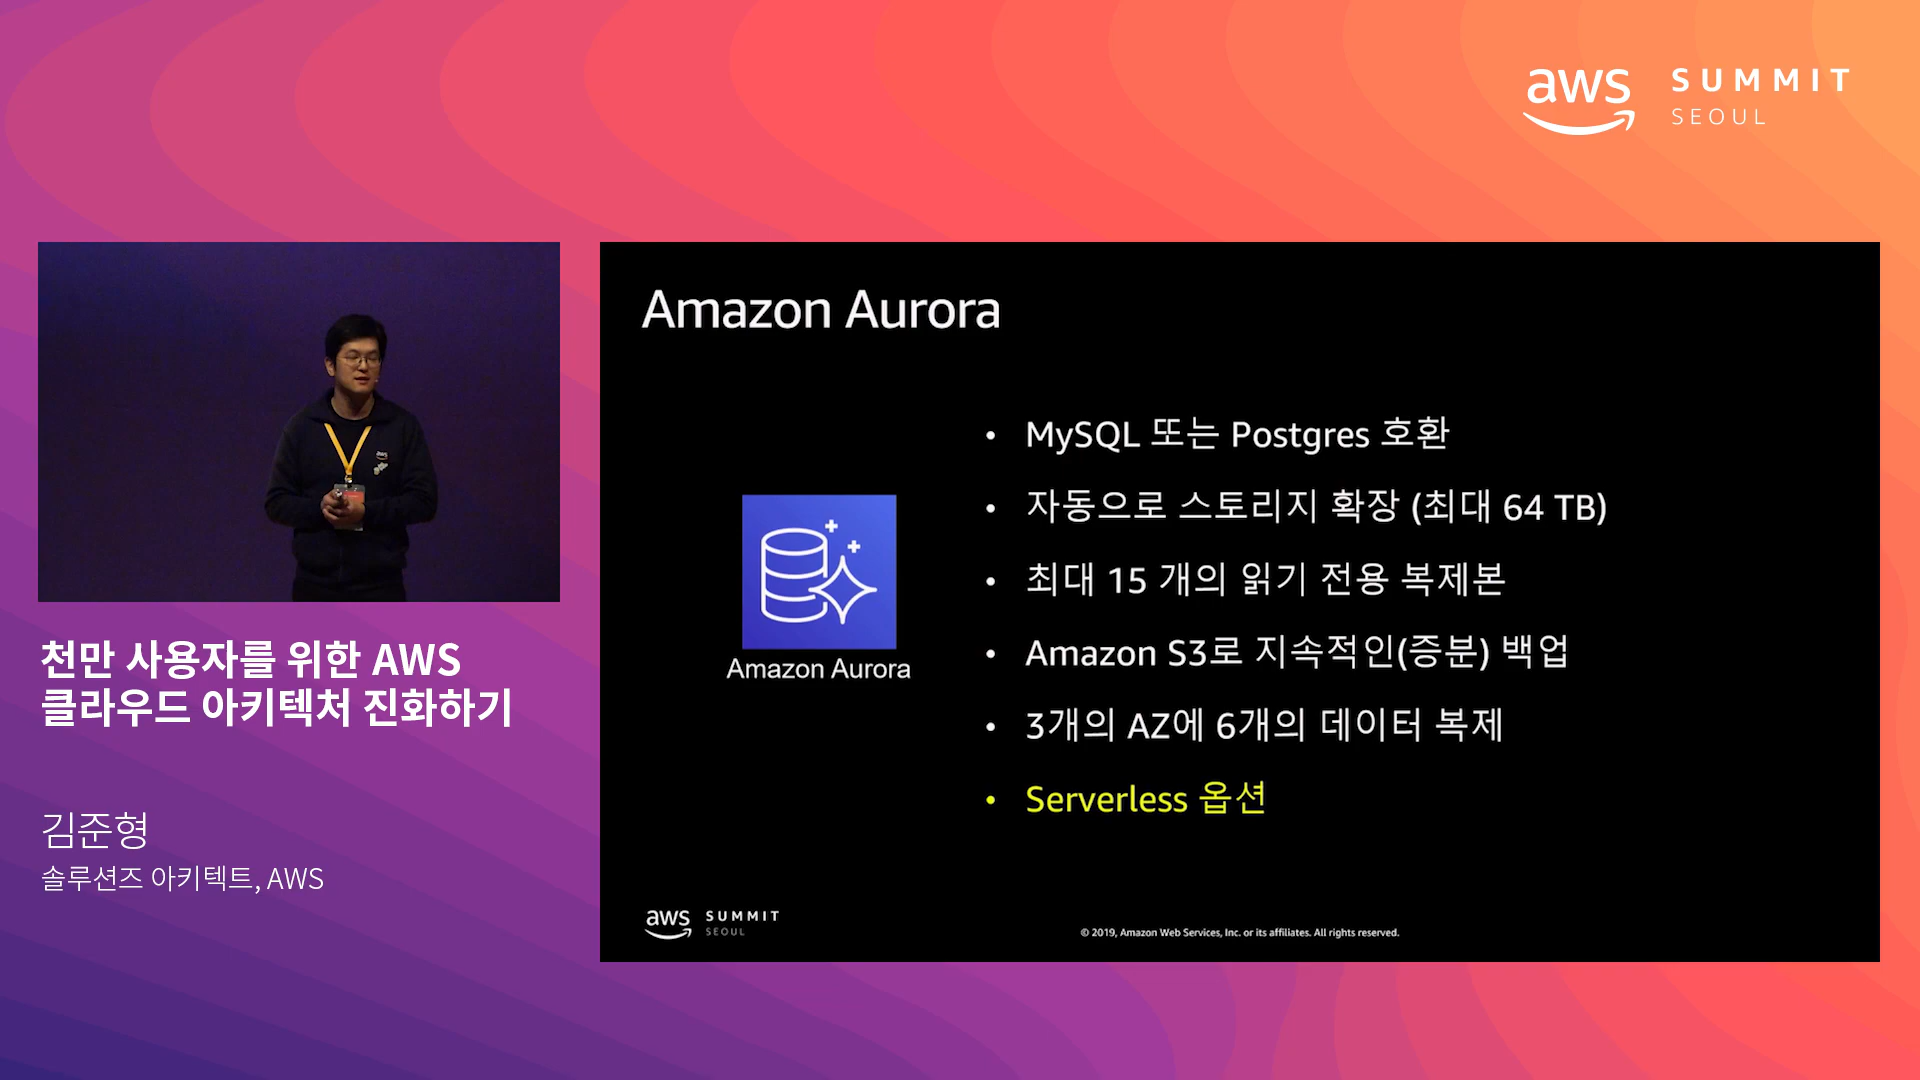 aws SUMMIT
SEOUL
Amazon Aurora
• MySQL 또는 Postgres 호환
• 자동으로 스토리지 확장 (최대 64 TB)
• 최대 15 개의 읽기 전용 복제본
• Amazon S3로 지속적인(증분) 백업
• 3개의 AZ에 6개의 데이터 복제
• Serverless 옵션
Amazon Aurora
aws SUMMIT
SEOUL
© 2019, Amazon Web Services, Inc. or its affiliates. All rights reserved.
천만 사용자를 위한 AWS
클라우드 아키텍처 진화하기
김준형
솔루션즈 아키텍트, AWS